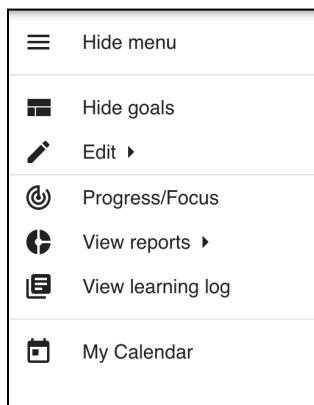 Hide menu
Hide goals
Edit
Progress/Focus
View reports
View learning log
My Calendar